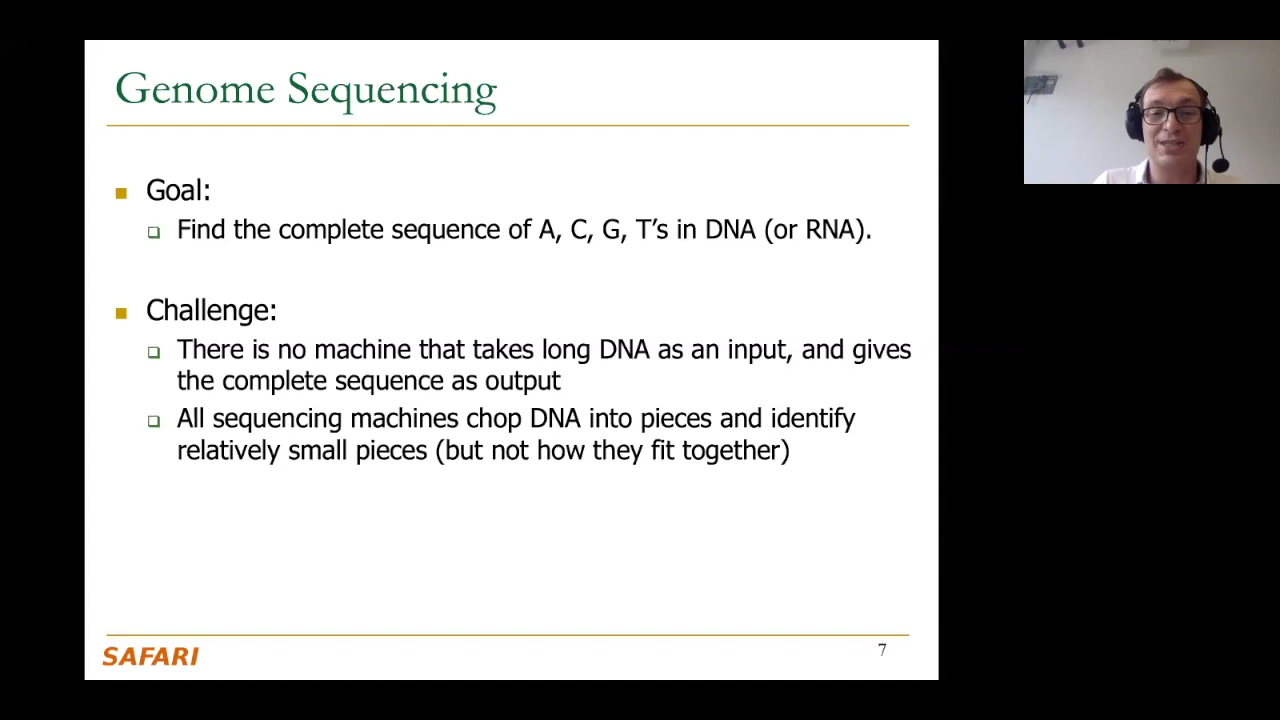 Genome Sequencing
Goal:
Find the complete sequence of A, C, G, T’s in DNA (or RNA).
Challenge:
There is no machine that takes long DNA as an input, and gives
the complete sequence as output
All sequencing machines chop DNA into pieces and identify
relatively small pieces (but not how they fit together)
SAFARI
7